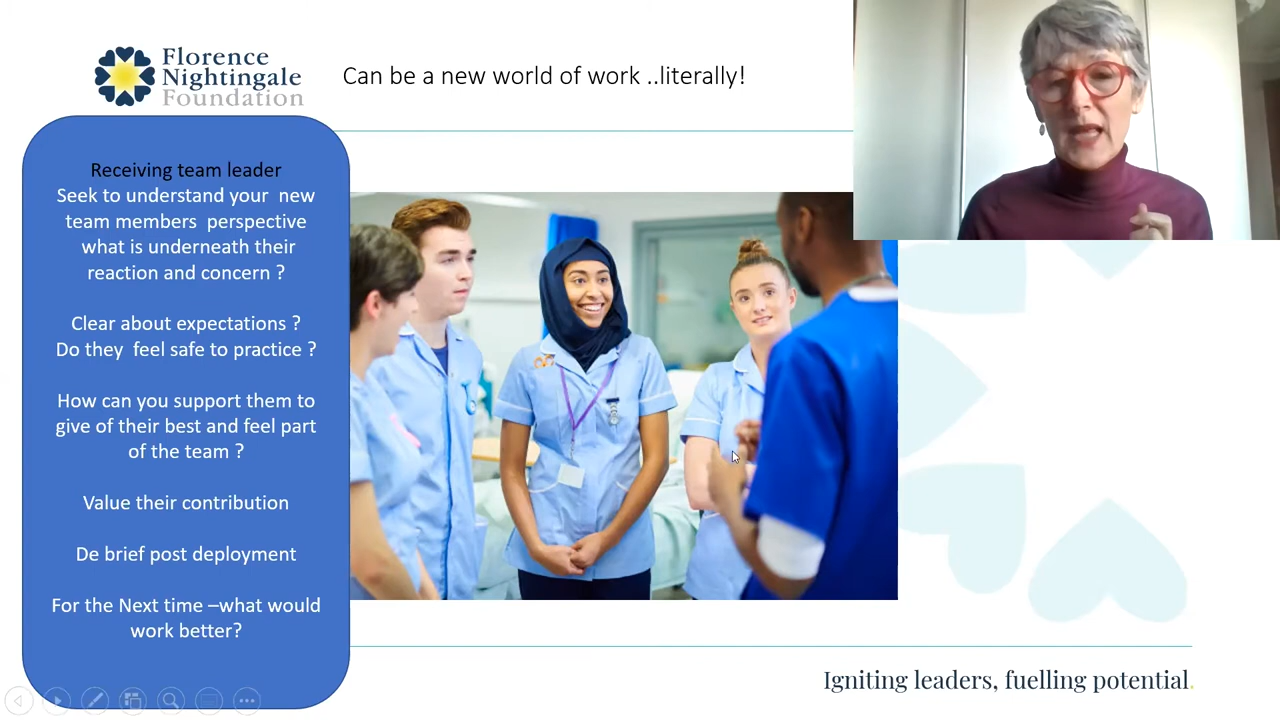 Florence
Nightingale
Foundation
Can be a new world of work ..literally!
Receiving team leader
Seek to understand your  new
team members  perspective
what is underneath their
reaction and concern ?
Clear about expectations ?
Do they  feel safe to practice ?
How can you support them to
give of their best and feel part
of the team ?
Value their contribution
De brief post deployment
For the Next time –what would
work better?
Igniting leaders, fuelling potential.